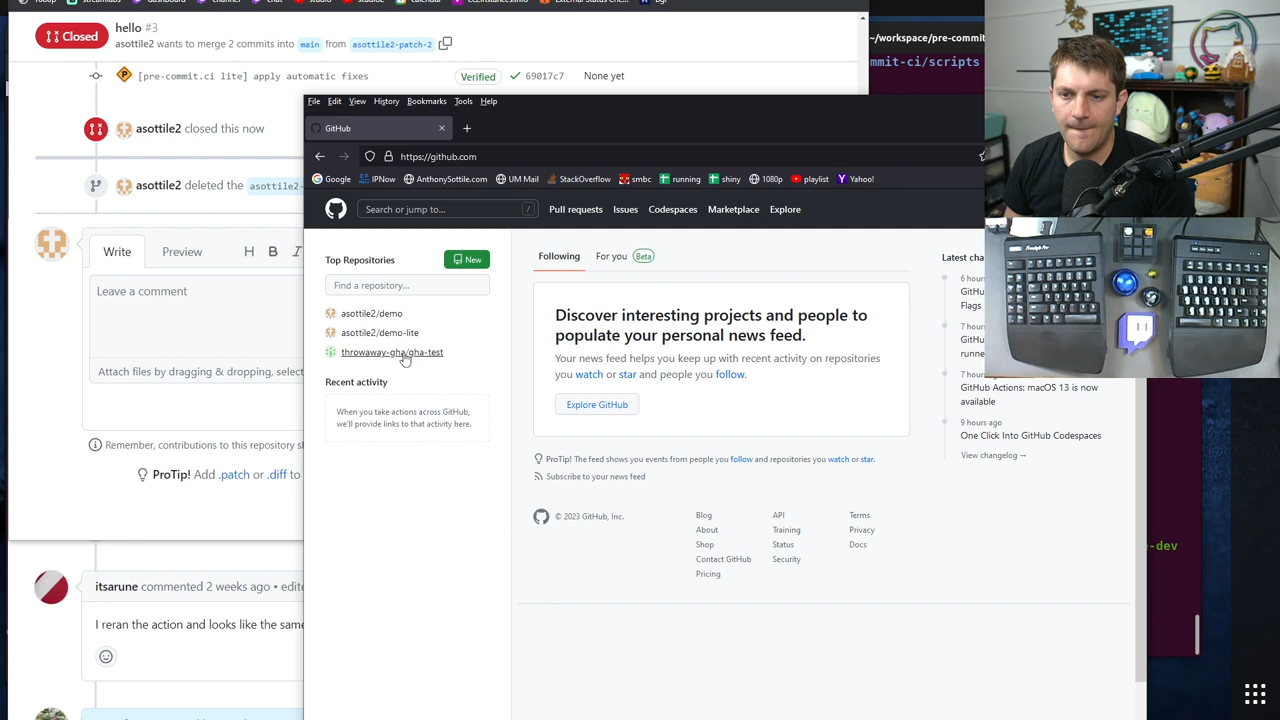 Closed
hello #3
asottile2 wants to merge 2 commits into main from asottile2-patch-2
[pre-commit.ci lite] apply automatic fixes
Verified
69017c7
None yet
asottile2 closed this now
asottile2 deleted the asottile2-
Write
Preview
H
B
I
Leave a comment
Attach files by dragging & dropping, select
Remember, contributions to this repository s
ProTip! Add .patch or .diff to
itsarune commented 2 weeks ago • edite
I reran the action and looks like the same
File Edit View History Bookmarks Tools Help
GitHub
https://github.com
Google
IPNow
AnthonySottile.com
UM Mail
StackOverflow
smbc
running
shiny
1080p
playlist
Yahoo!
Search or jump to...
/
Pull requests
Issues
Codespaces
Marketplace
Explore
Top Repositories
New
Find a repository...
asottile2/demo
asottile2/demo-lite
throwaway-gha/gha-test
Recent activity
When you take actions across GitHub,
we'll provide links to that activity here.
Following
For you
Beta
Discover interesting projects and people to
populate your personal news feed.
Your news feed helps you keep up with recent activity on repositories
you watch or star and people you follow.
Explore GitHub
ProTip! The feed shows you events from people you follow and repositories you watch or star.
Subscribe to your news feed
© 2023 GitHub, Inc.
Blog
About
Shop
Contact GitHub
Pricing
API
Training
Status
Security
Terms
Privacy
Docs
Latest cha
6 hours
GitHu
Flags
7 hours
GitHu
runne
7 hours
GitHub Actions: macOS 13 is now
available
9 hours ago
One Click Into GitHub Codespaces
View changelog →
~/workspace/pre-commit
mmit-ci/scripts
e-dev